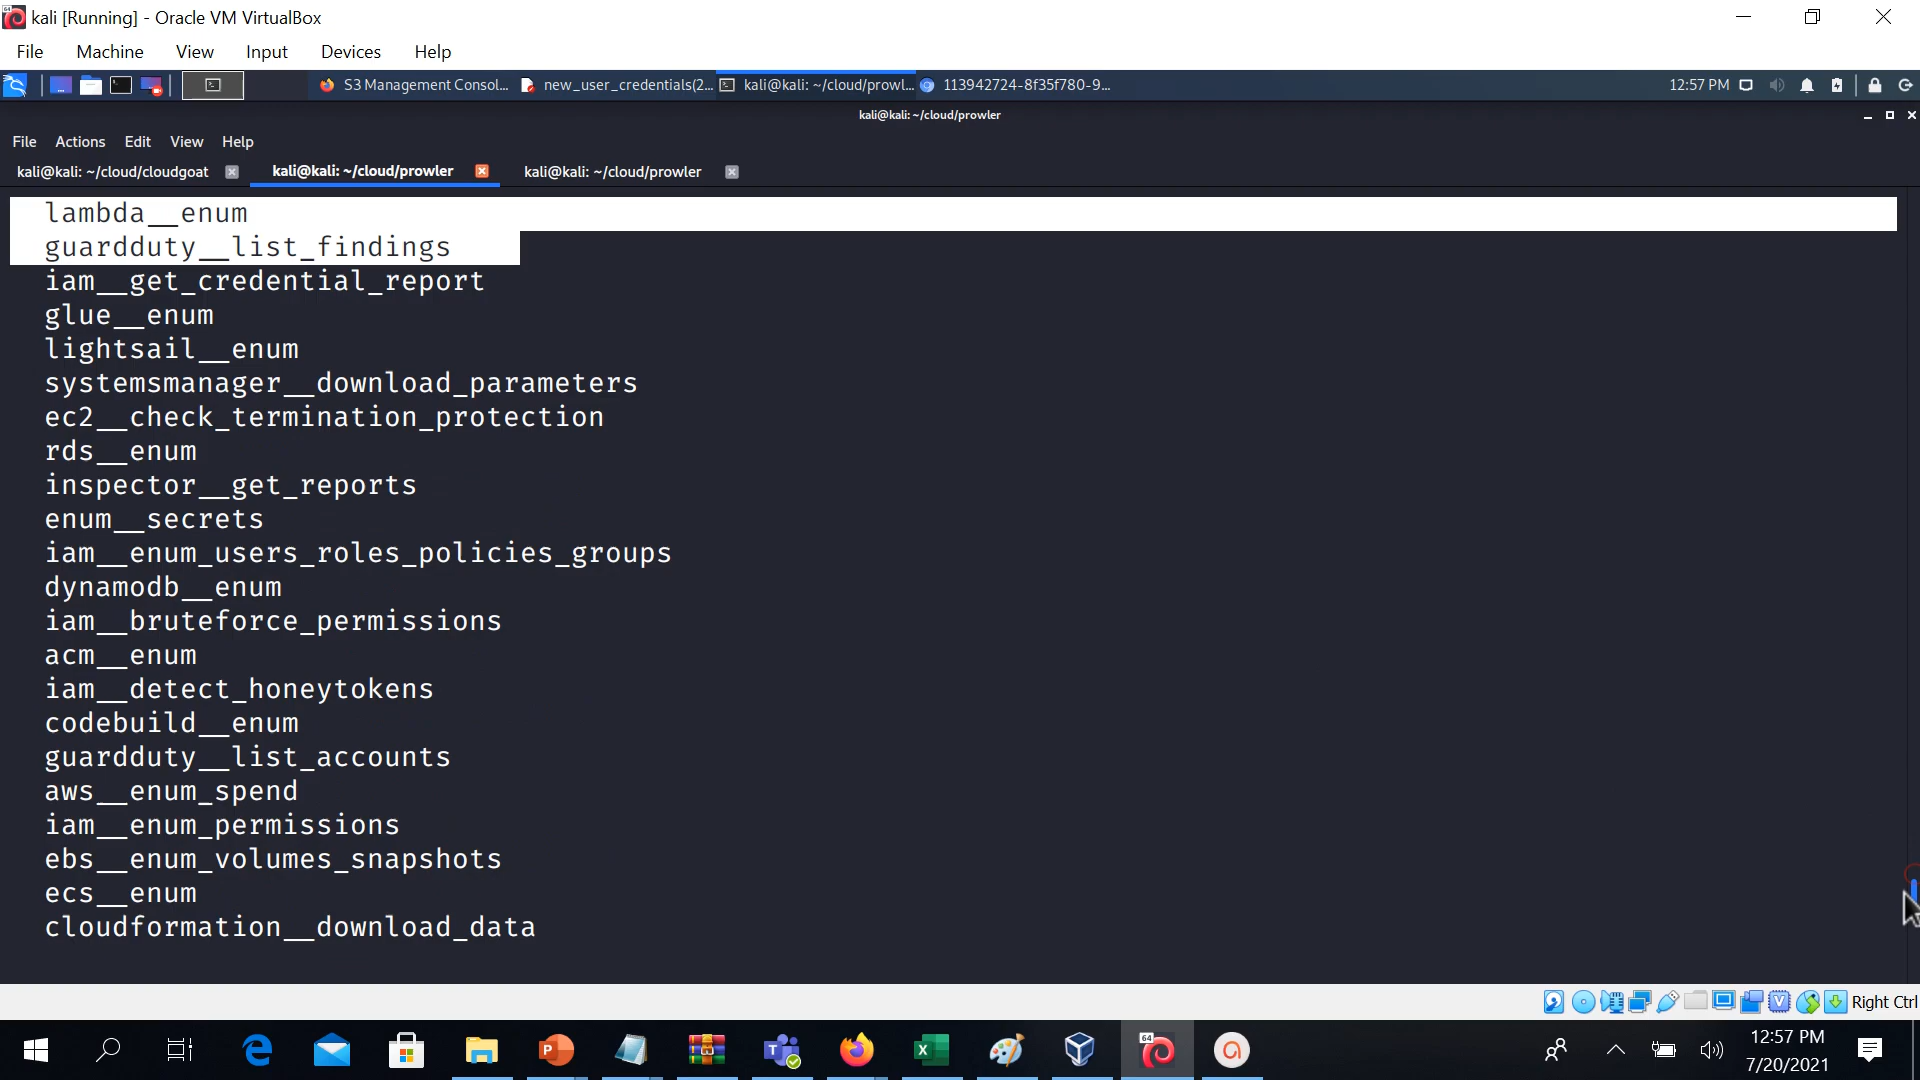 kali [Running] - Oracle VM VirtualBox
File Machine View Input Devices Help
S3 Management Consol... new_user_credentials(2... kali@kali: ~/cloud/prowl... 113942724-8f35f780-9... 12:57 PM
kali@kali: ~/cloud/prowler
File Actions Edit View Help
kali@kali: ~/cloud/cloudgoat kali@kali: ~/cloud/prowler kali@kali: ~/cloud/prowler
lambda__enum
guardduty__list_findings
iam__get_credential_report
glue__enum
lightsail__enum
systemsmanager__download_parameters
ec2__check_termination_protection
rds__enum
inspector__get_reports
enum__secrets
iam__enum_users_roles_policies_groups
dynamodb__enum
iam__bruteforce_permissions
acm__enum
iam__detect_honeytokens
codebuild__enum
guardduty__list_accounts
aws__enum_spend
iam__enum_permissions
ebs__enum_volumes_snapshots
ecs__enum
cloudformation__download_data
Right Ctrl
12:57 PM
7/20/2021